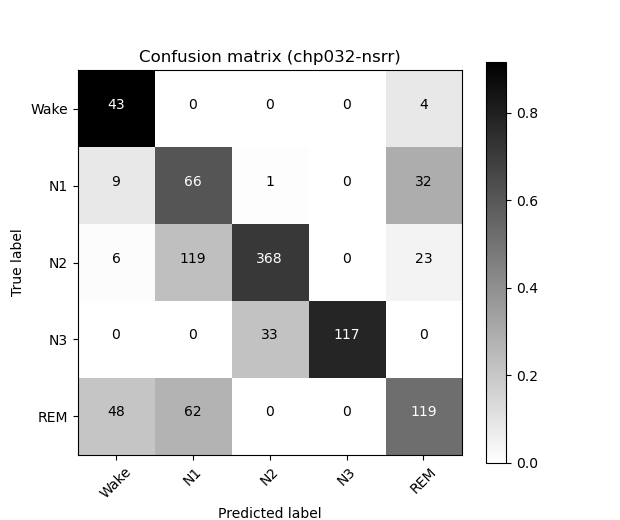 Confusion matrix (chp032-nsrr)
Wake 43 0 0 0 4
N1 9 66 1 0 32
N2 6 119 368 0 23
N3 0 0 33 117 0
REM 48 62 0 0 119
Wake N1 N2 N3 REM
Predicted label
True label
0.8
0.6
0.4
0.2
0.0